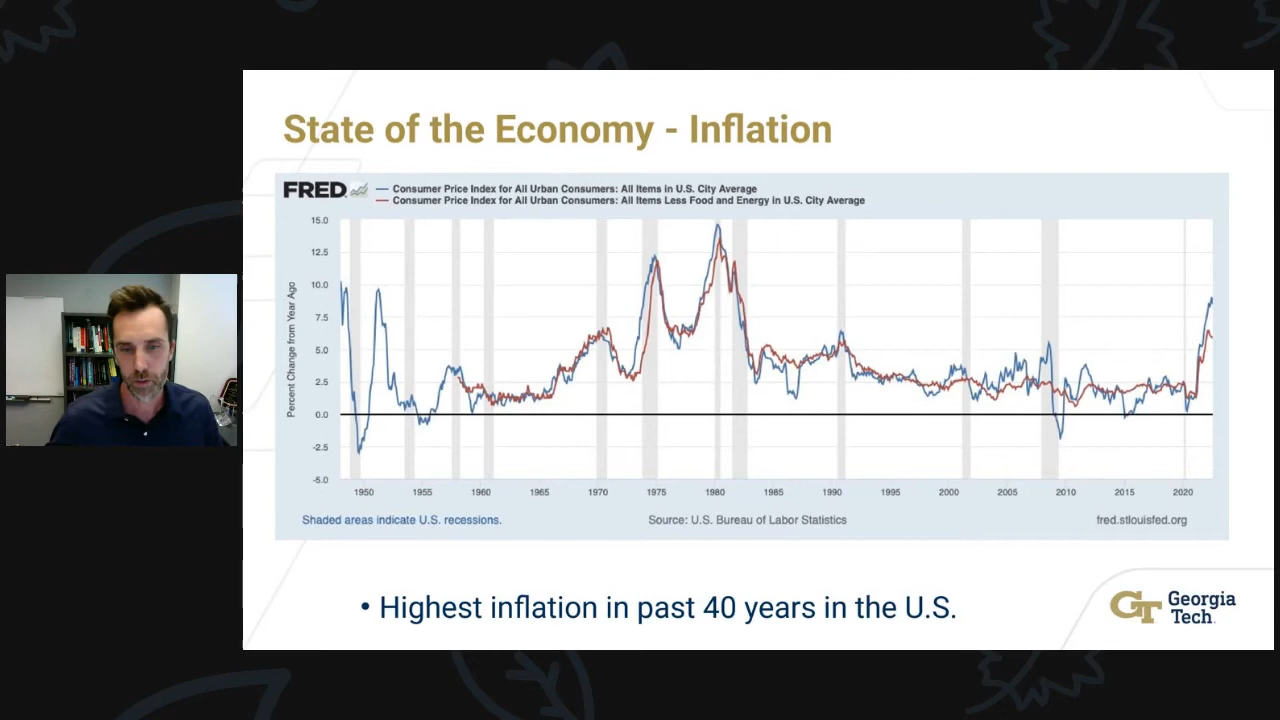 State of the Economy - Inflation
FRED
Consumer Price Index for All Urban Consumers: All Items in U.S. City Average
Consumer Price Index for All Urban Consumers: All Items Less Food and Energy in U.S. City Average
Percent Change from Year Ago
15.0
12.5
10.0
7.5
5.0
2.5
0.0
-2.5
-5.0
1950 1955 1960 1965 1970 1975 1980 1985 1990 1995 2000 2005 2010 2015 2020
Shaded areas indicate U.S. recessions. Source: U.S. Bureau of Labor Statistics fred.stlouisfed.org
• Highest inflation in past 40 years in the U.S.
GT Georgia
Tech